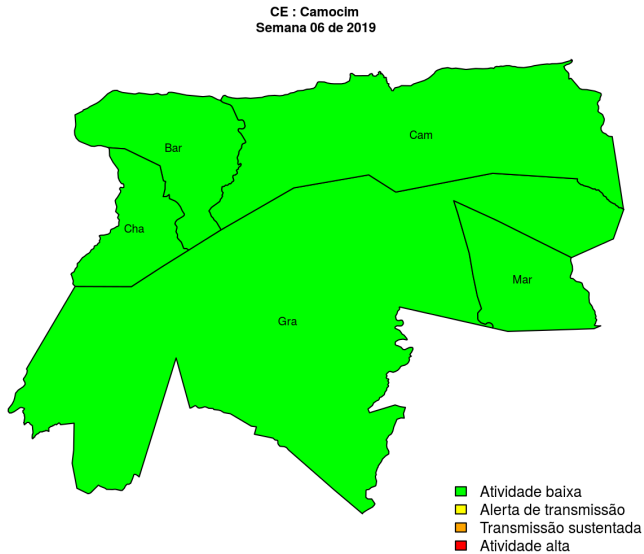 CE : Camocim
Semana 06 de 2019
Bar
Cam
Cha
Mar
Gra
Atividade baixa
Alerta de transmissão
Transmissão sustentada
Atividade alta